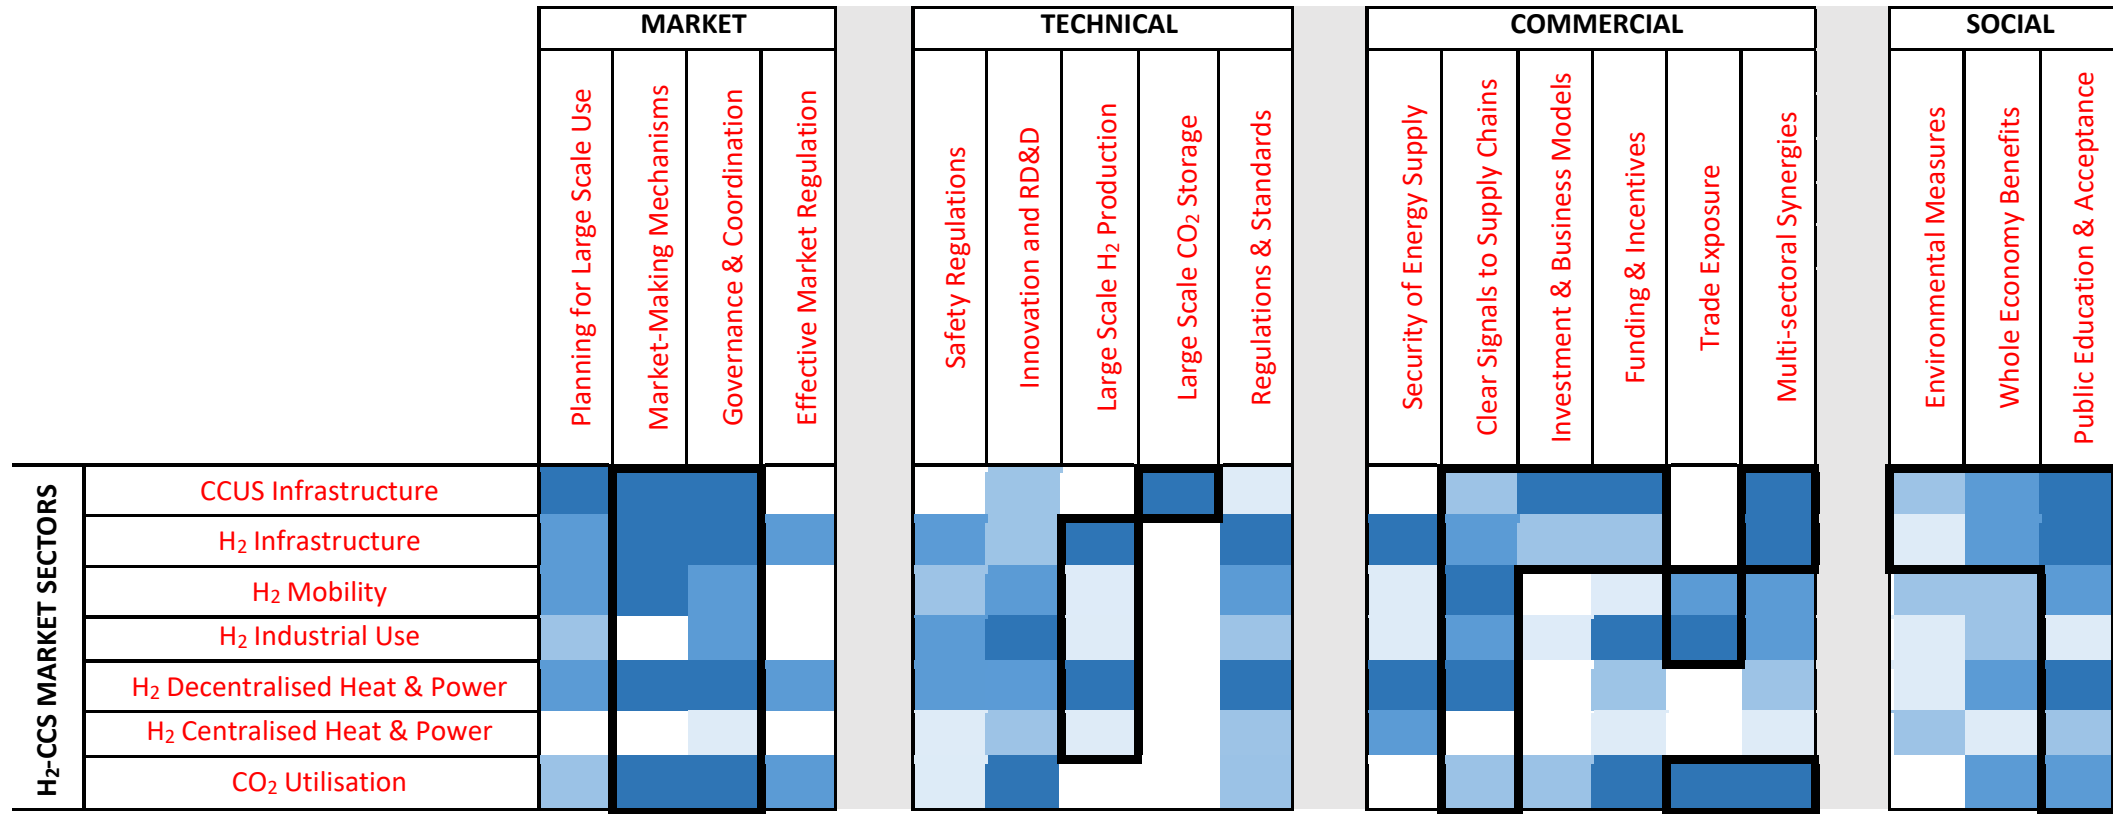 MARKET
TECHNICAL
COMMERCIAL
SOCIAL
Planning for Large Scale Use
Market-Making Mechanisms
Governance & Coordination
Effective Market Regulation
Safety Regulations
Innovation and RD&D
Large Scale H₂ Production
Large Scale CO₂ Storage
Regulations & Standards
Security of Energy Supply
Clear Signals to Supply Chains
Investment & Business Models
Funding & Incentives
Trade Exposure
Multi-sectoral Synergies
Environmental Measures
Whole Economy Benefits
Public Education & Acceptance
H₂-CCS MARKET SECTORS
CCUS Infrastructure
H₂ Infrastructure
H₂ Mobility
H₂ Industrial Use
H₂ Decentralised Heat & Power
H₂ Centralised Heat & Power
CO₂ Utilisation